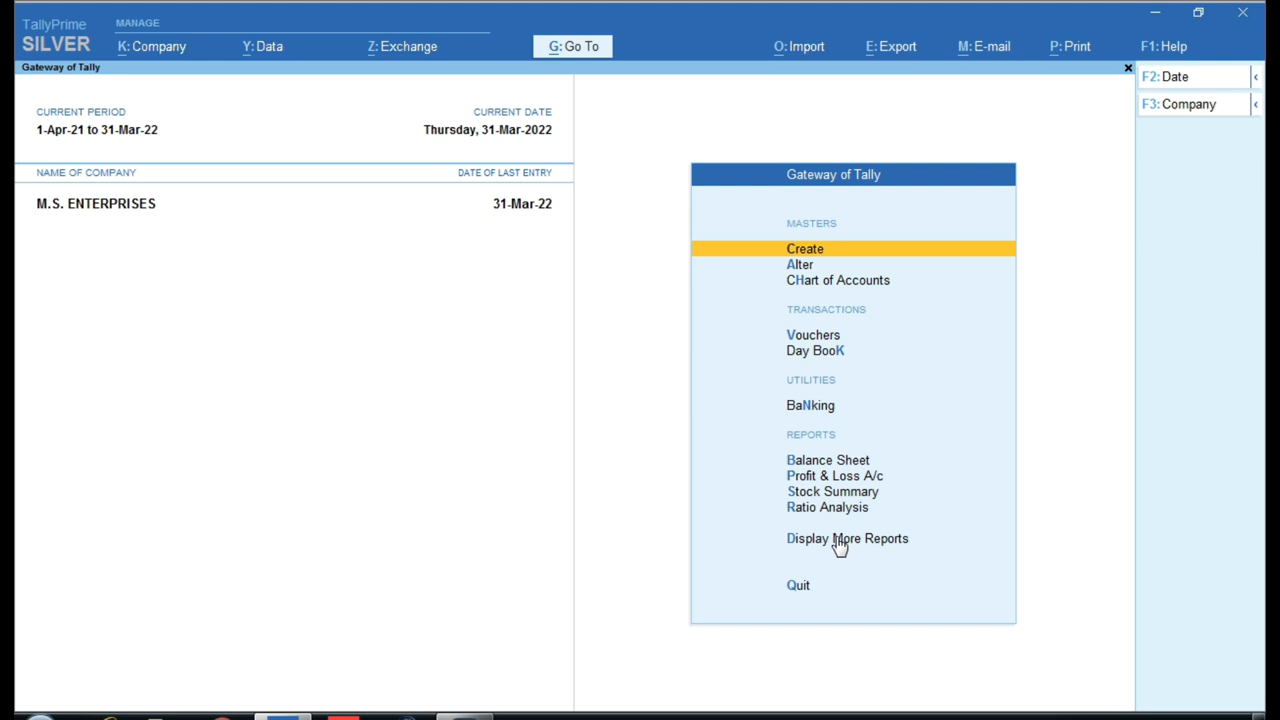 TallyPrime
SILVER
MANAGE
K:Company
Y:Data
Z:Exchange
G:Go To
O:Import
E:Export
M:E-mail
P:Print
F1:Help
Gateway of Tally
F2:Date
F3:Company
CURRENT PERIOD
CURRENT DATE
1-Apr-21 to 31-Mar-22
Thursday, 31-Mar-2022
NAME OF COMPANY
DATE OF LAST ENTRY
M.S. ENTERPRISES
31-Mar-22
Gateway of Tally
MASTERS
Create
Alter
CHart of Accounts
TRANSACTIONS
Vouchers
Day BooK
UTILITIES
BaNking
REPORTS
Balance Sheet
Profit & Loss A/c
Stock Summary
Ratio Analysis
Display More Reports
Quit